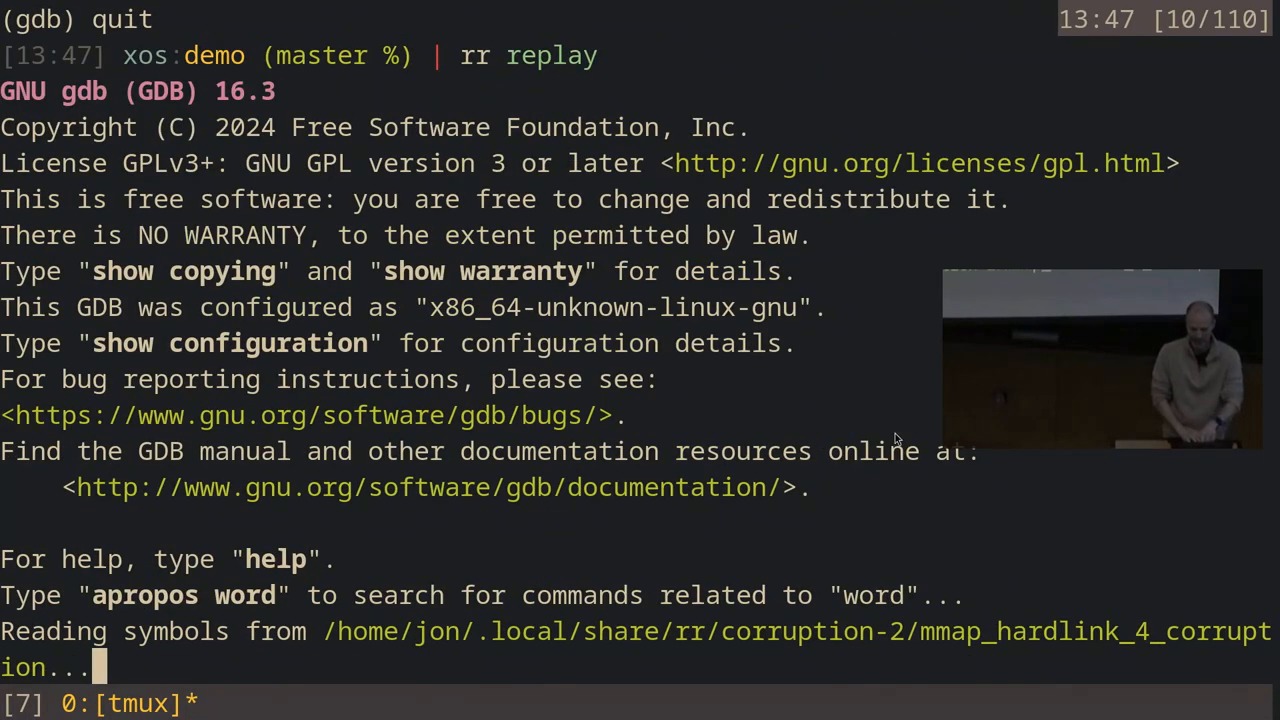 (gdb) quit
13:47 [10/110]
[13:47] xos:demo (master %) | rr replay
GNU gdb (GDB) 16.3
Copyright (C) 2024 Free Software Foundation, Inc.
License GPLv3+: GNU GPL version 3 or later <http://gnu.org/licenses/gpl.html>
This is free software: you are free to change and redistribute it.
There is NO WARRANTY, to the extent permitted by law.
Type "show copying" and "show warranty" for details.
This GDB was configured as "x86_64-unknown-linux-gnu".
Type "show configuration" for configuration details.
For bug reporting instructions, please see:
<https://www.gnu.org/software/gdb/bugs/>.
Find the GDB manual and other documentation resources online at:
<http://www.gnu.org/software/gdb/documentation/>.
For help, type "help".
Type "apropos word" to search for commands related to "word"...
Reading symbols from /home/jon/.local/share/rr/corruption-2/mmap_hardlink_4_corrupt
ion...
[7] 0:[tmux]*